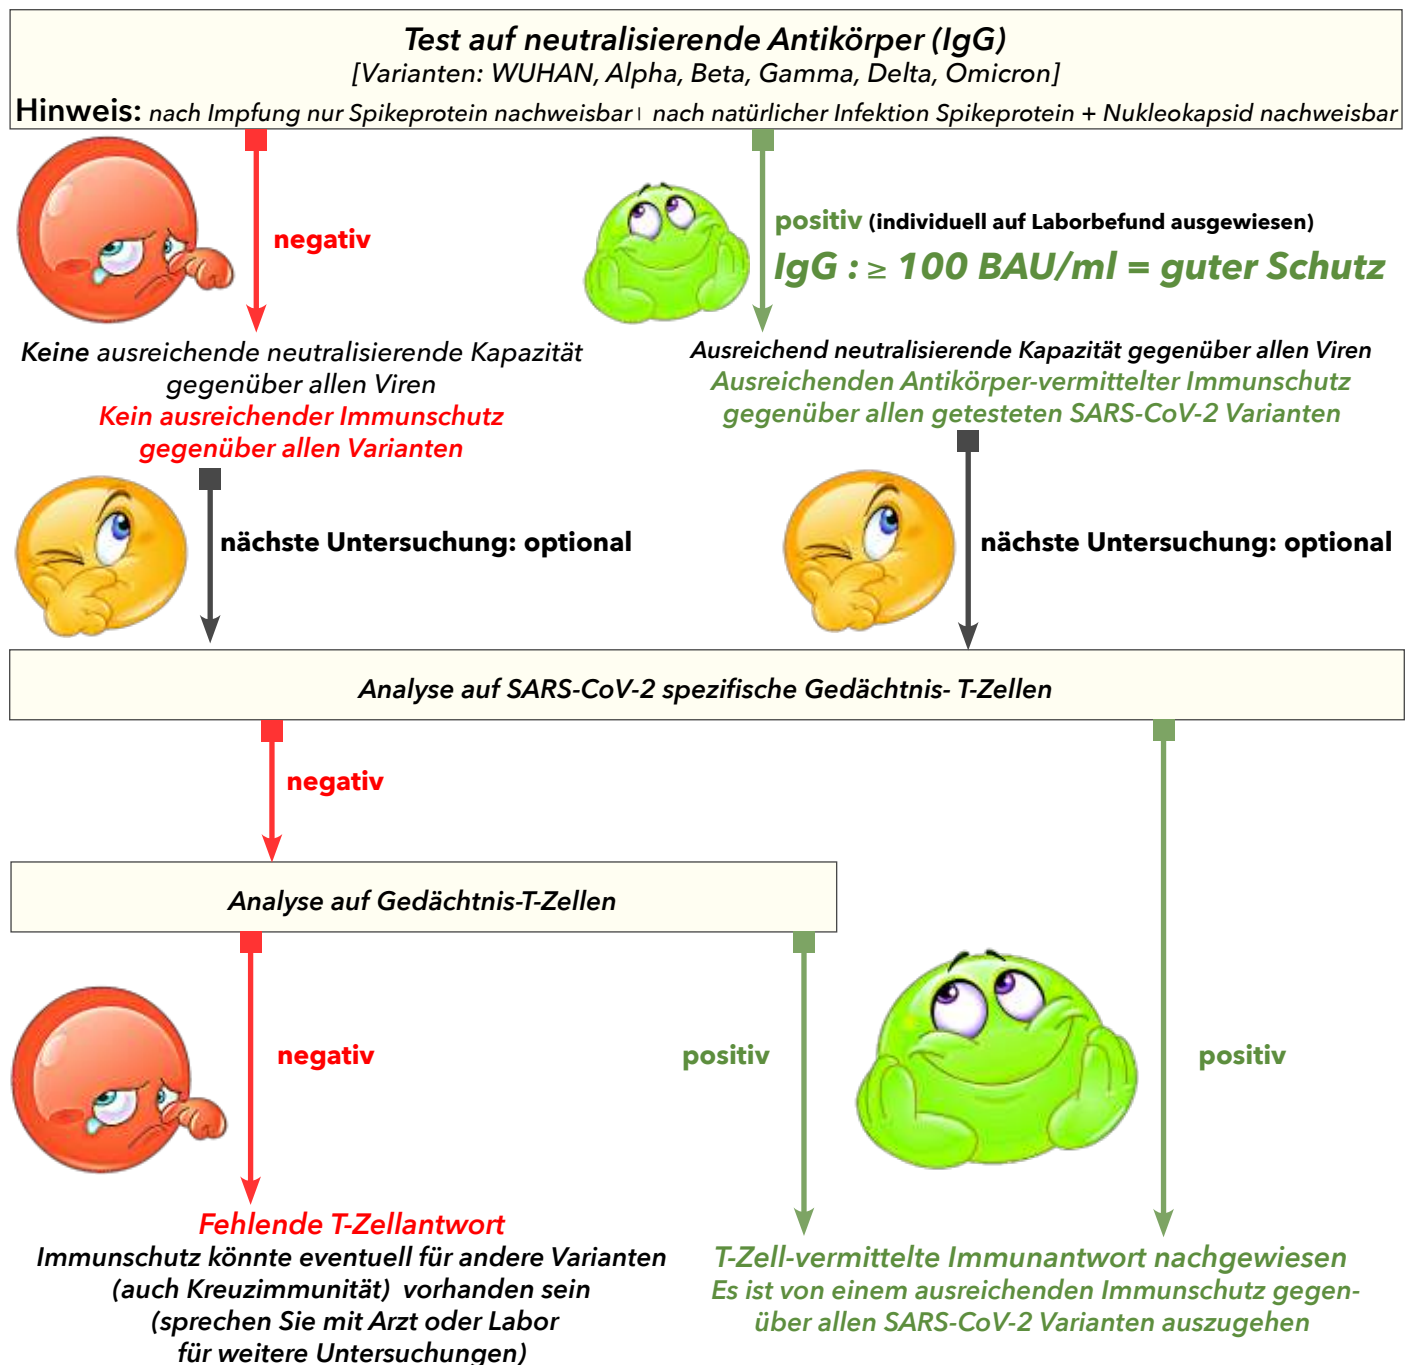 Test auf neutralisierende Antikörper (IgG)
[Varianten: WUHAN, Alpha, Beta, Gamma, Delta, Omicron]
Hinweis: nach Impfung nur Spikeprotein nachweisbar | nach natürlicher Infektion Spikeprotein + Nukleokapsid nachweisbar
negativ
positiv (individuell auf Laborbefund ausgewiesen)
IgG : ≥ 100 BAU/ml = guter Schutz
Keine ausreichende neutralisierende Kapazität
gegenüber allen Viren
Kein ausreichender Immunschutz
gegenüber allen Varianten
Ausreichend neutralisierende Kapazität gegenüber allen Viren
Ausreichenden Antikörper-vermittelter Immunschutz
gegenüber allen getesteten SARS-CoV-2 Varianten
nächste Untersuchung: optional
nächste Untersuchung: optional
Analyse auf SARS-CoV-2 spezifische Gedächtnis- T-Zellen
negativ
Analyse auf Gedächtnis-T-Zellen
negativ
positiv
positiv
Fehlende T-Zellantwort
Immunschutz könnte eventuell für andere Varianten
(auch Kreuzimmunität) vorhanden sein
(sprechen Sie mit Arzt oder Labor
für weitere Untersuchungen)
T-Zell-vermittelte Immunantwort nachgewiesen
Es ist von einem ausreichenden Immunschutz gegen-
über allen SARS-CoV-2 Varianten auszugehen